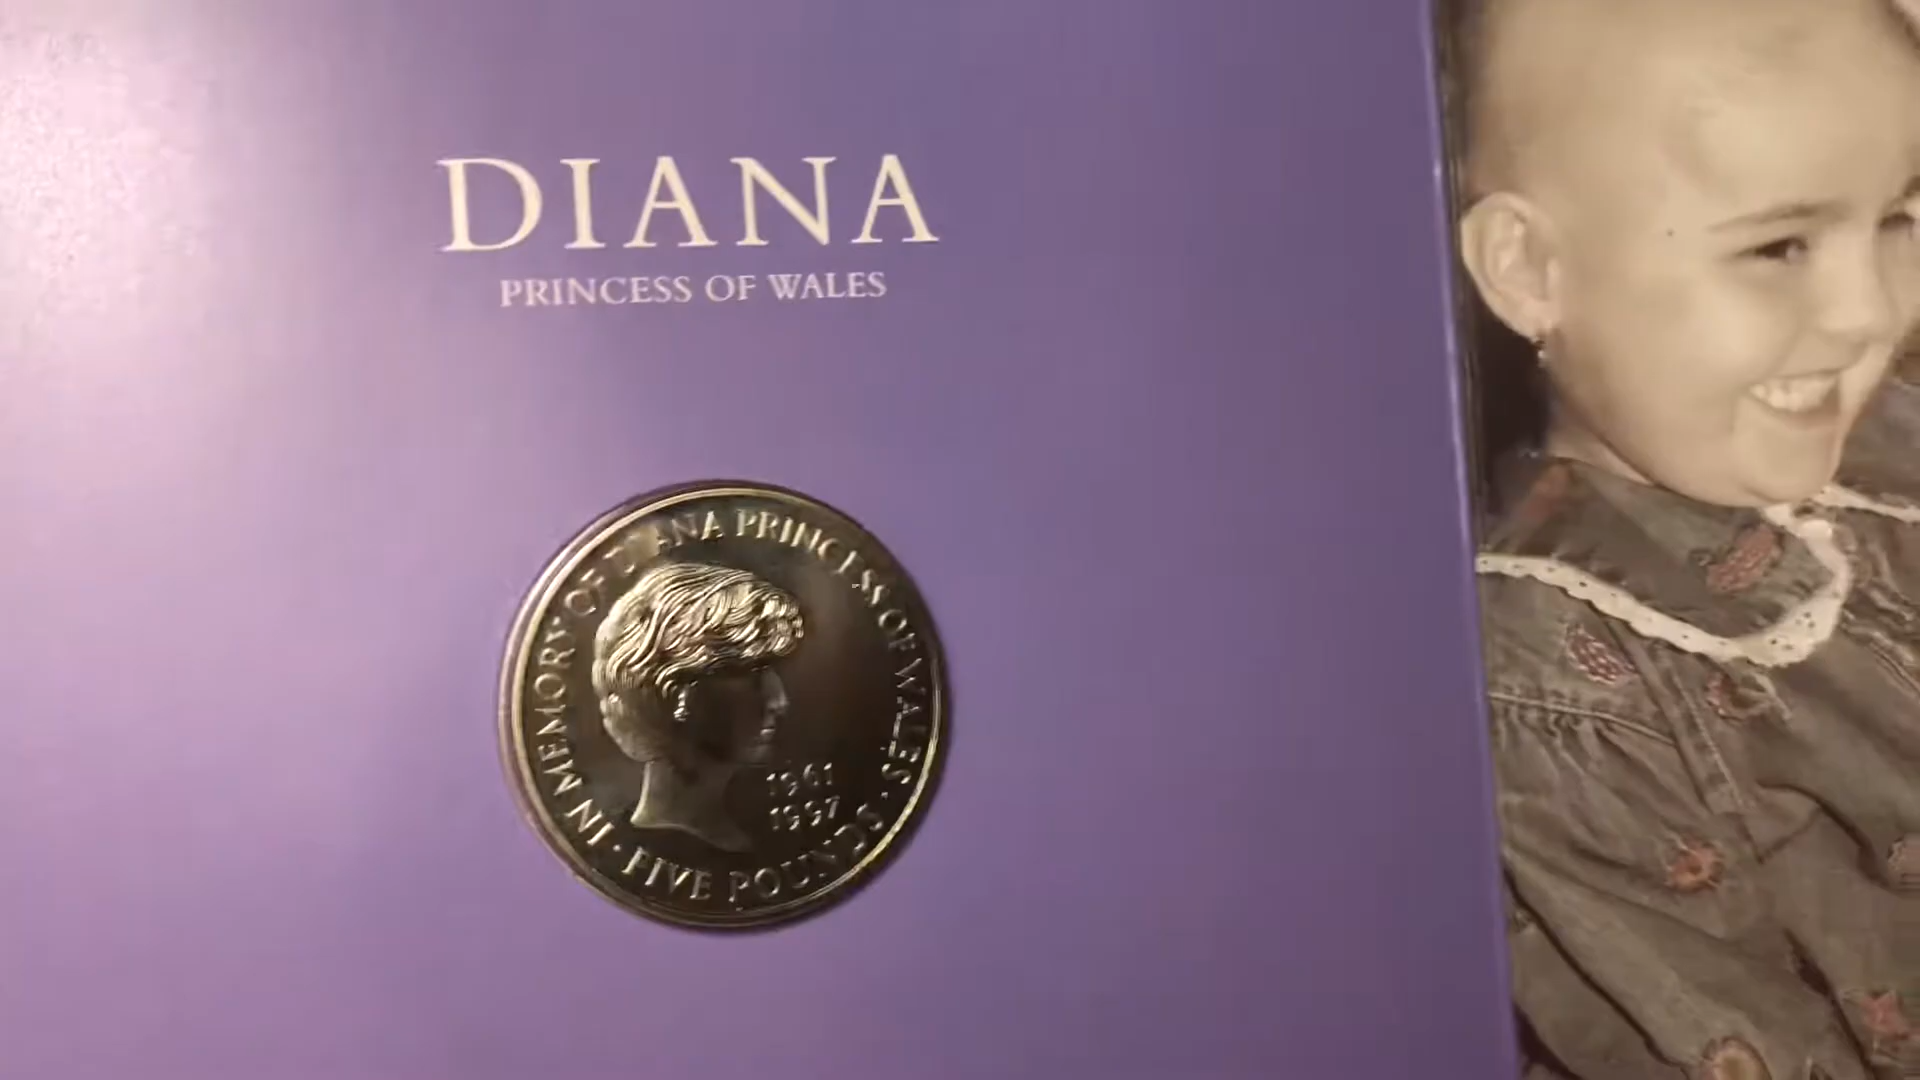 DIANA
PRINCESS OF WALES
IN MEMORY OF DIANA PRINCESS OF WALES
1961
1997
FIVE POUNDS